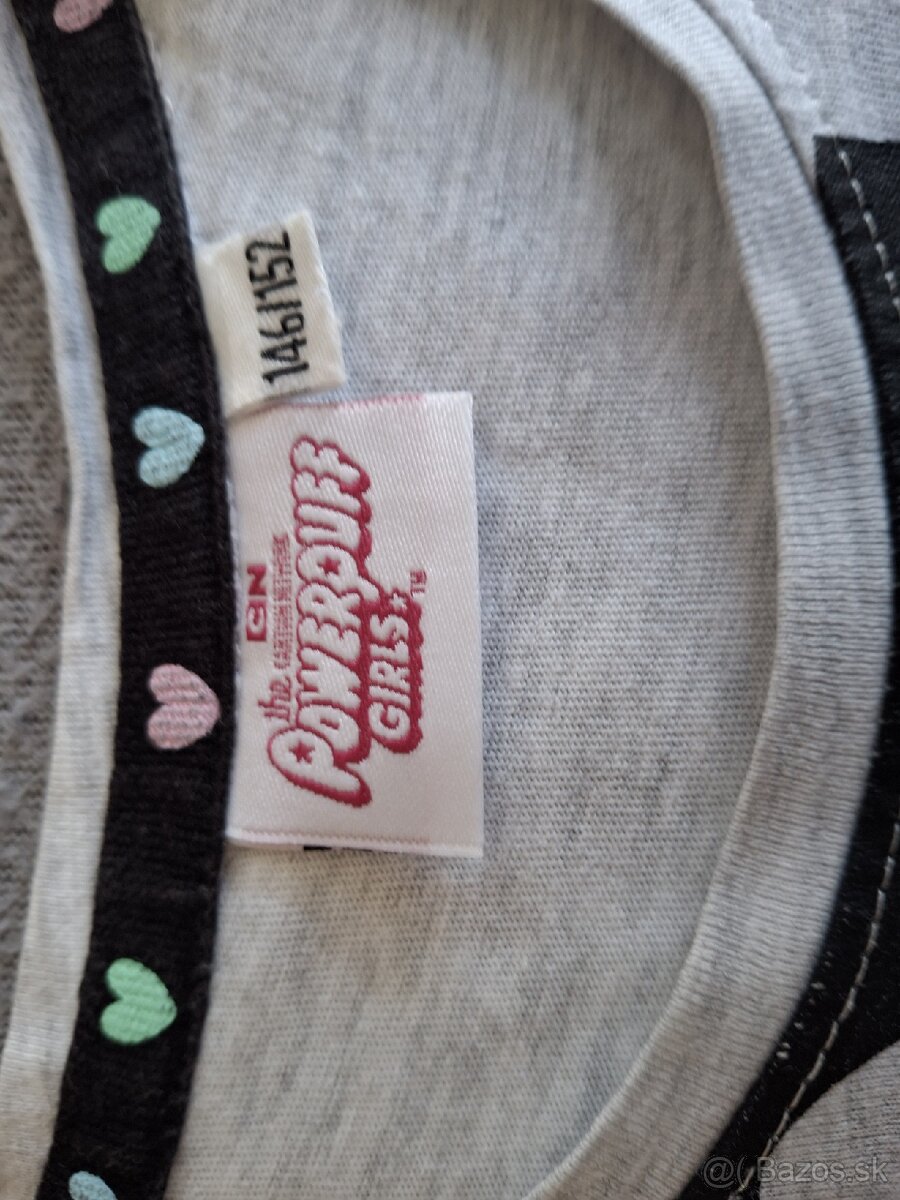 146/152
CN
CARTOON NETWORK
the
POWERPUFF
GIRLS
TM
@( Bazos.sk